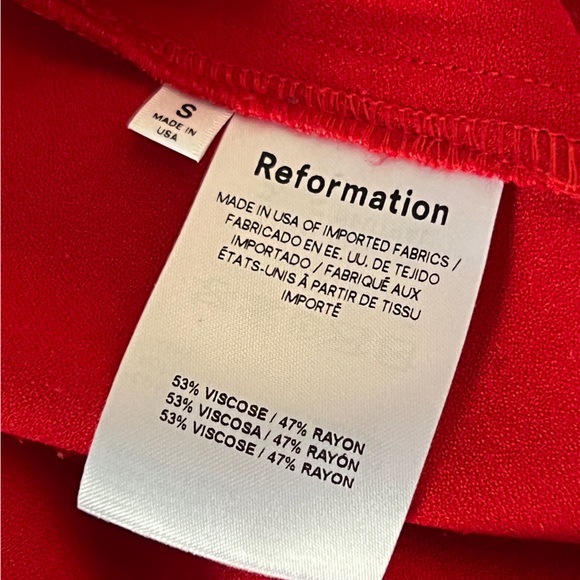 S
MADE IN
USA
Reformation
MADE IN USA OF IMPORTED FABRICS /
FABRICADO EN EE. UU. DE TEJIDO
IMPORTADO / FABRIQUÉ AUX
ÉTATS-UNIS À PARTIR DE TISSU
IMPORTÉ
53% VISCOSE / 47% RAYON
53% VISCOSA / 47% RAYÓN
53% VISCOSE / 47% RAYON